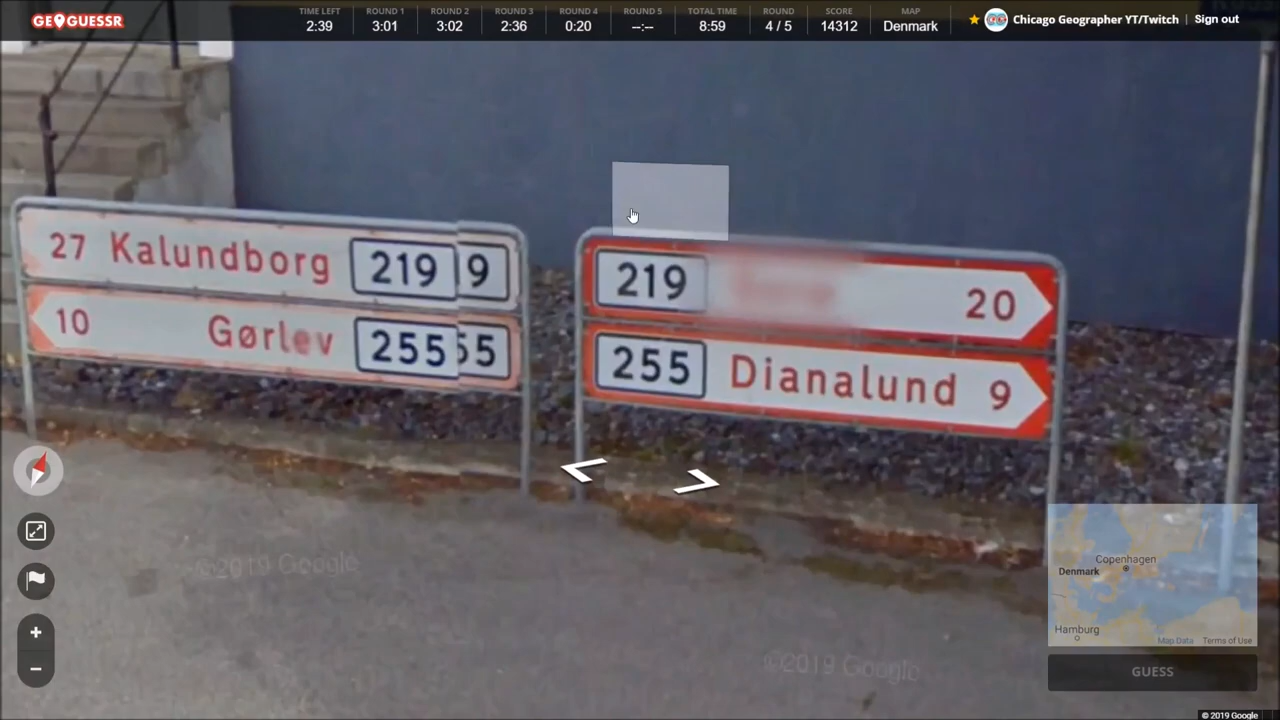 GEOGUESSR
TIME LEFT
2:39
ROUND 1
3:01
ROUND 2
3:02
ROUND 3
2:36
ROUND 4
0:20
ROUND 5
--:--
TOTAL TIME
8:59
ROUND
4 / 5
SCORE
14312
MAP
Denmark
Chicago Geographer YT/Twitch
Sign out
27 Kalundborg 219 9
10 Gørlev 255 55
219 20
255 Dianalund 9
©2019 Google
©2019 Google
Copenhagen
Denmark
Hamburg
Map Data
Terms of Use
GUESS
© 2019 Google